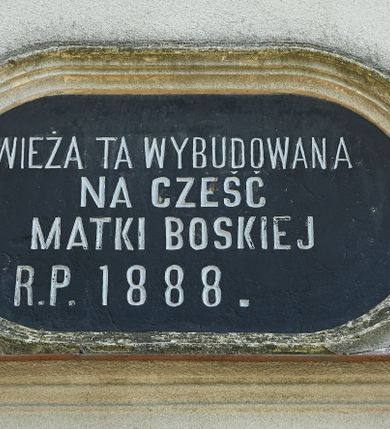 WIEŻA TA WYBUDOWANA
NA CZEŚĆ
MATKI BOSKIEJ
R.P. 1888.